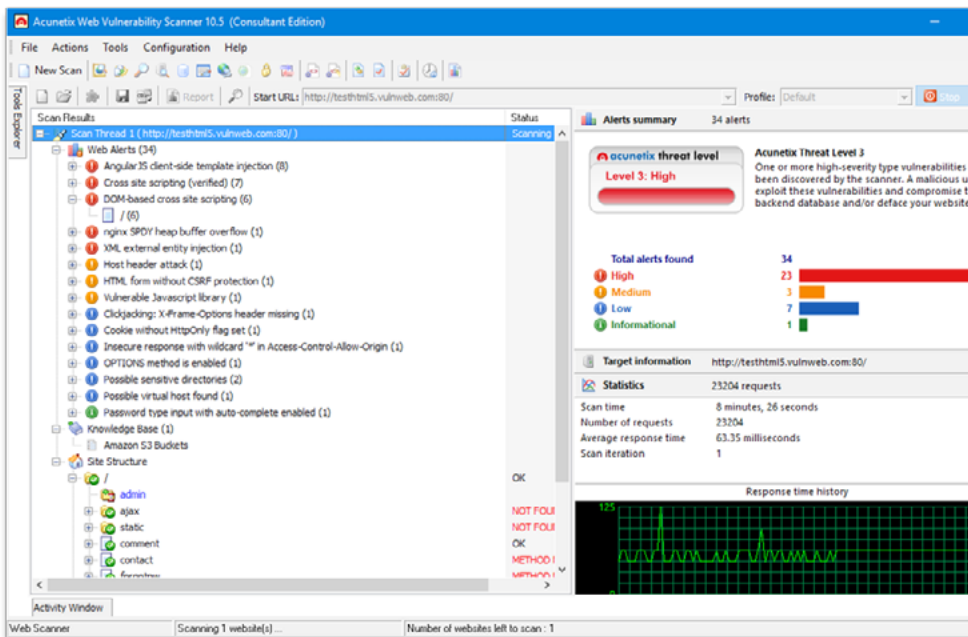 Acunetix Web Vulnerability Scanner 10.5 (Consultant Edition)
File Actions Tools Configuration Help
New Scan
Report Start URL: http://testhtml5.vulnweb.com:80/ Profile: Default Stop
Tools Explorer
Scan Results Status
Scan Thread 1 ( http://testhtml5.vulnweb.com:80/ ) Scanning
Web Alerts (34)
AngularJS client-side template injection (8)
Cross site scripting (verified) (7)
DOM-based cross site scripting (6)
/ (6)
nginx SPDY heap buffer overflow (1)
XML external entity injection (1)
Host header attack (1)
HTML form without CSRF protection (1)
Vulnerable Javascript library (1)
Clickjacking: X-Frame-Options header missing (1)
Cookie without HttpOnly flag set (1)
Insecure response with wildcard '*' in Access-Control-Allow-Origin (1)
OPTIONS method is enabled (1)
Possible sensitive directories (2)
Possible virtual host found (1)
Password type input with auto-complete enabled (1)
Knowledge Base (1)
Amazon S3 Buckets
Site Structure
/ OK
admin
ajax NOT FOU
static NOT FOU
comment OK
contact METHOD
Alerts summary 34 alerts
acunetix threat level
Level 3: High
Acunetix Threat Level 3
One or more high-severity type vulnerabilities
been discovered by the scanner. A malicious u
exploit these vulnerabilities and compromise t
backend database and/or deface your website
Total alerts found 34
High 23
Medium 3
Low 7
Informational 1
Target information http://testhtml5.vulnweb.com:80/
Statistics 23204 requests
Scan time 8 minutes, 26 seconds
Number of requests 23204
Average response time 63.35 milliseconds
Scan iteration 1
Response time history
125
Activity Window
Web Scanner Scanning 1 website(s) ... Number of websites left to scan : 1